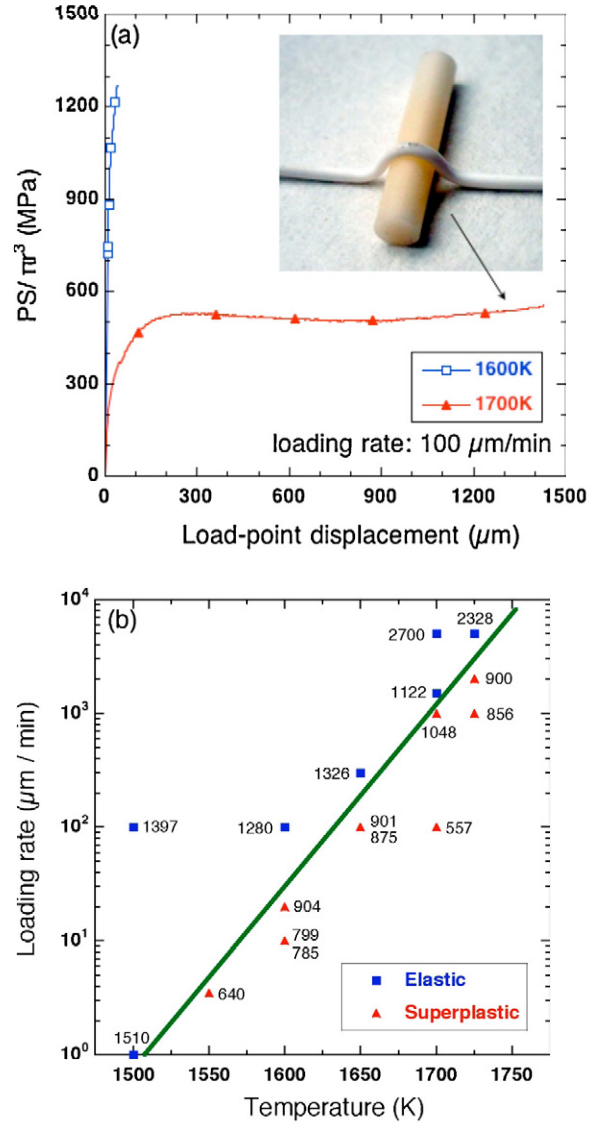 (a)
1500
1200
900
600
300
0
PS/πr³ (MPa)
1600K
1700K
loading rate: 100 µm/min
0 300 600 900 1200 1500
Load-point displacement (µm)
(b)
10⁴
10³
10²
10¹
10⁰
Loading rate (µm / min)
2328
2700
900
1122
856
1048
1326
1397
1280
901
875
557
904
799
785
640
1510
Elastic
Superplastic
1500 1550 1600 1650 1700 1750
Temperature (K)